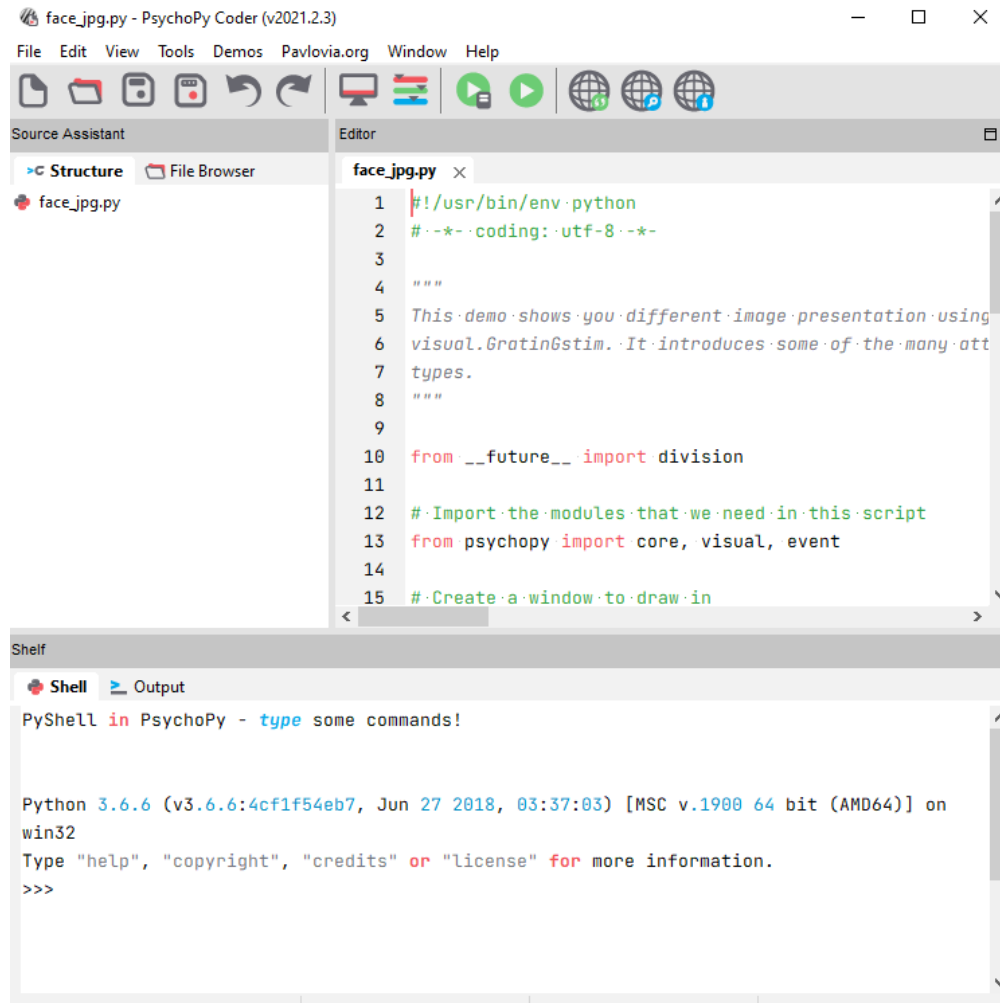 face_jpg.py - PsychoPy Coder (v2021.2.3)
File Edit View Tools Demos Pavlovia.org Window Help
Source Assistant
Structure File Browser
face_jpg.py
Editor
face_jpg.py
1 #!/usr/bin/env python
2 # -*- coding: utf-8 -*-
3
4 """
5 This demo shows you different image presentation using
6 visual.GratinGstim. It introduces some of the many att
7 types.
8 """
9
10 from __future__ import division
11
12 # Import the modules that we need in this script
13 from psychopy import core, visual, event
14
15 # Create a window to draw in
Shelf
Shell Output
PyShell in PsychoPy - type some commands!
Python 3.6.6 (v3.6.6:4cf1f54eb7, Jun 27 2018, 03:37:03) [MSC v.1900 64 bit (AMD64)] on
win32
Type "help", "copyright", "credits" or "license" for more information.
>>>